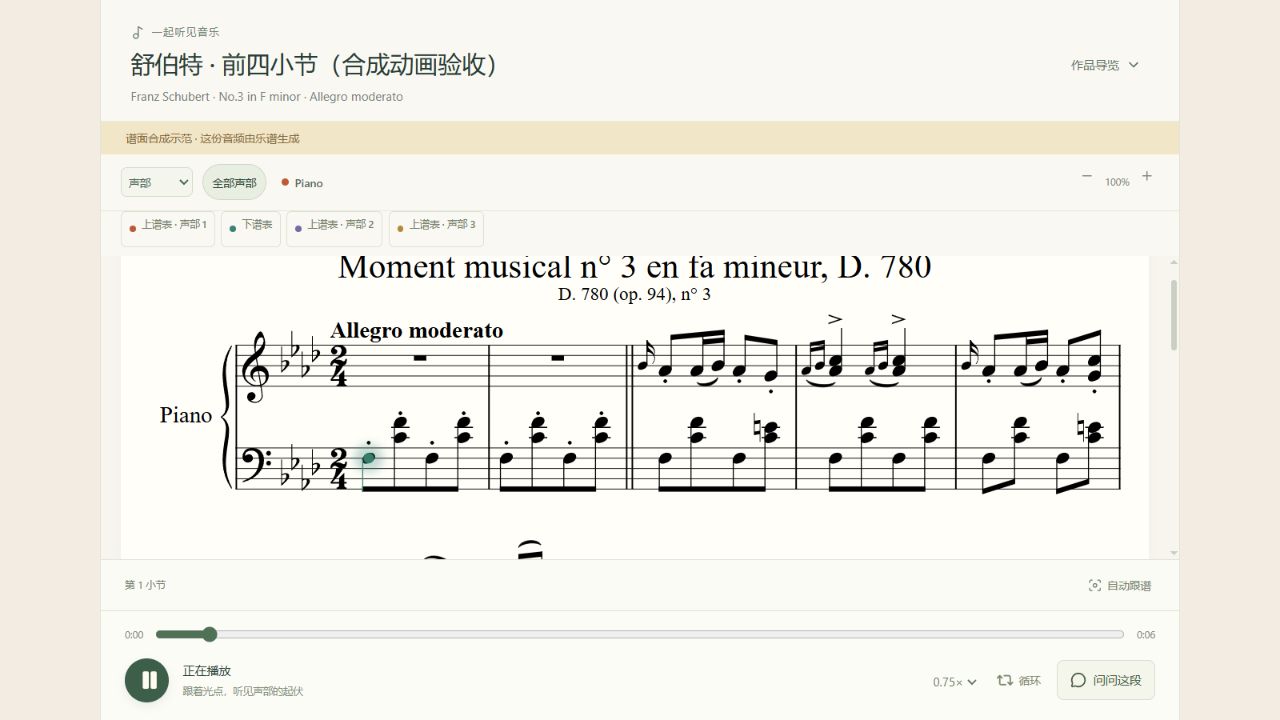 一起听见音乐
舒伯特 · 前四小节（合成动画验收）
作品导览
Franz Schubert · No.3 in F minor · Allegro moderato
谱面合成示范 · 这份音频由乐谱生成
声部
全部声部
Piano
100%
上谱表 · 声部 1
下谱表
上谱表 · 声部 2
上谱表 · 声部 3
Moment musical n° 3 en fa mineur, D. 780
D. 780 (op. 94), n° 3
Allegro moderato
Piano
2
4
2
4
第 1 小节
自动跟谱
0:00
0:06
正在播放
跟着光点，听见声部的起伏
0.75×
循环
问问这段